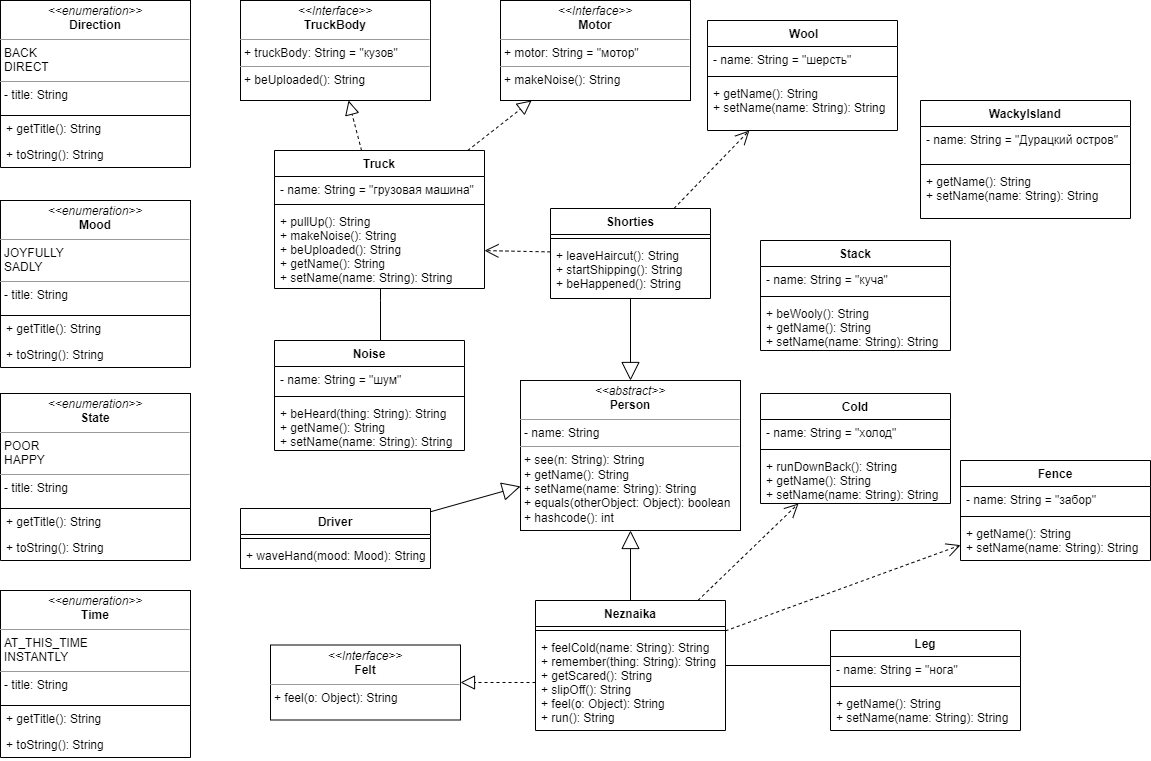 <<enumeration>>
Direction
BACK
DIRECT
- title: String
+ getTitle(): String
+ toString(): String
<<enumeration>>
Mood
JOYFULLY
SADLY
- title: String
+ getTitle(): String
+ toString(): String
<<enumeration>>
State
POOR
HAPPY
- title: String
+ getTitle(): String
+ toString(): String
<<enumeration>>
Time
AT_THIS_TIME
INSTANTLY
- title: String
+ getTitle(): String
+ toString(): String
<<Interface>>
TruckBody
+ truckBody: String = "кузов"
+ beUploaded(): String
<<Interface>>
Motor
+ motor: String = "мотор"
+ makeNoise(): String
Wool
- name: String = "шерсть"
+ getName(): String
+ setName(name: String): String
WackyIsland
- name: String = "Дурацкий остров"
+ getName(): String
+ setName(name: String): String
Truck
- name: String = "грузовая машина"
+ pullUp(): String
+ makeNoise(): String
+ beUploaded(): String
+ getName(): String
+ setName(name: String): String
Shorties
+ leaveHaircut(): String
+ startShipping(): String
+ beHappened(): String
Stack
- name: String = "куча"
+ beWooly(): String
+ getName(): String
+ setName(name: String): String
Noise
- name: String = "шум"
+ beHeard(thing: String): String
+ getName(): String
+ setName(name: String): String
<<abstract>>
Person
- name: String
+ see(n: String): String
+ getName(): String
+ setName(name: String): String
+ equals(otherObject: Object): boolean
+ hashcode(): int
Cold
- name: String = "холод"
+ runDownBack(): String
+ getName(): String
+ setName(name: String): String
Fence
- name: String = "забор"
+ getName(): String
+ setName(name: String): String
Driver
+ waveHand(mood: Mood): String
Neznaika
+ feelCold(name: String): String
+ remember(thing: String): String
+ getScared(): String
+ slipOff(): String
+ feel(o: Object): String
+ run(): String
<<Interface>>
Felt
+ feel(o: Object): String
Leg
- name: String = "нога"
+ getName(): String
+ setName(name: String): String